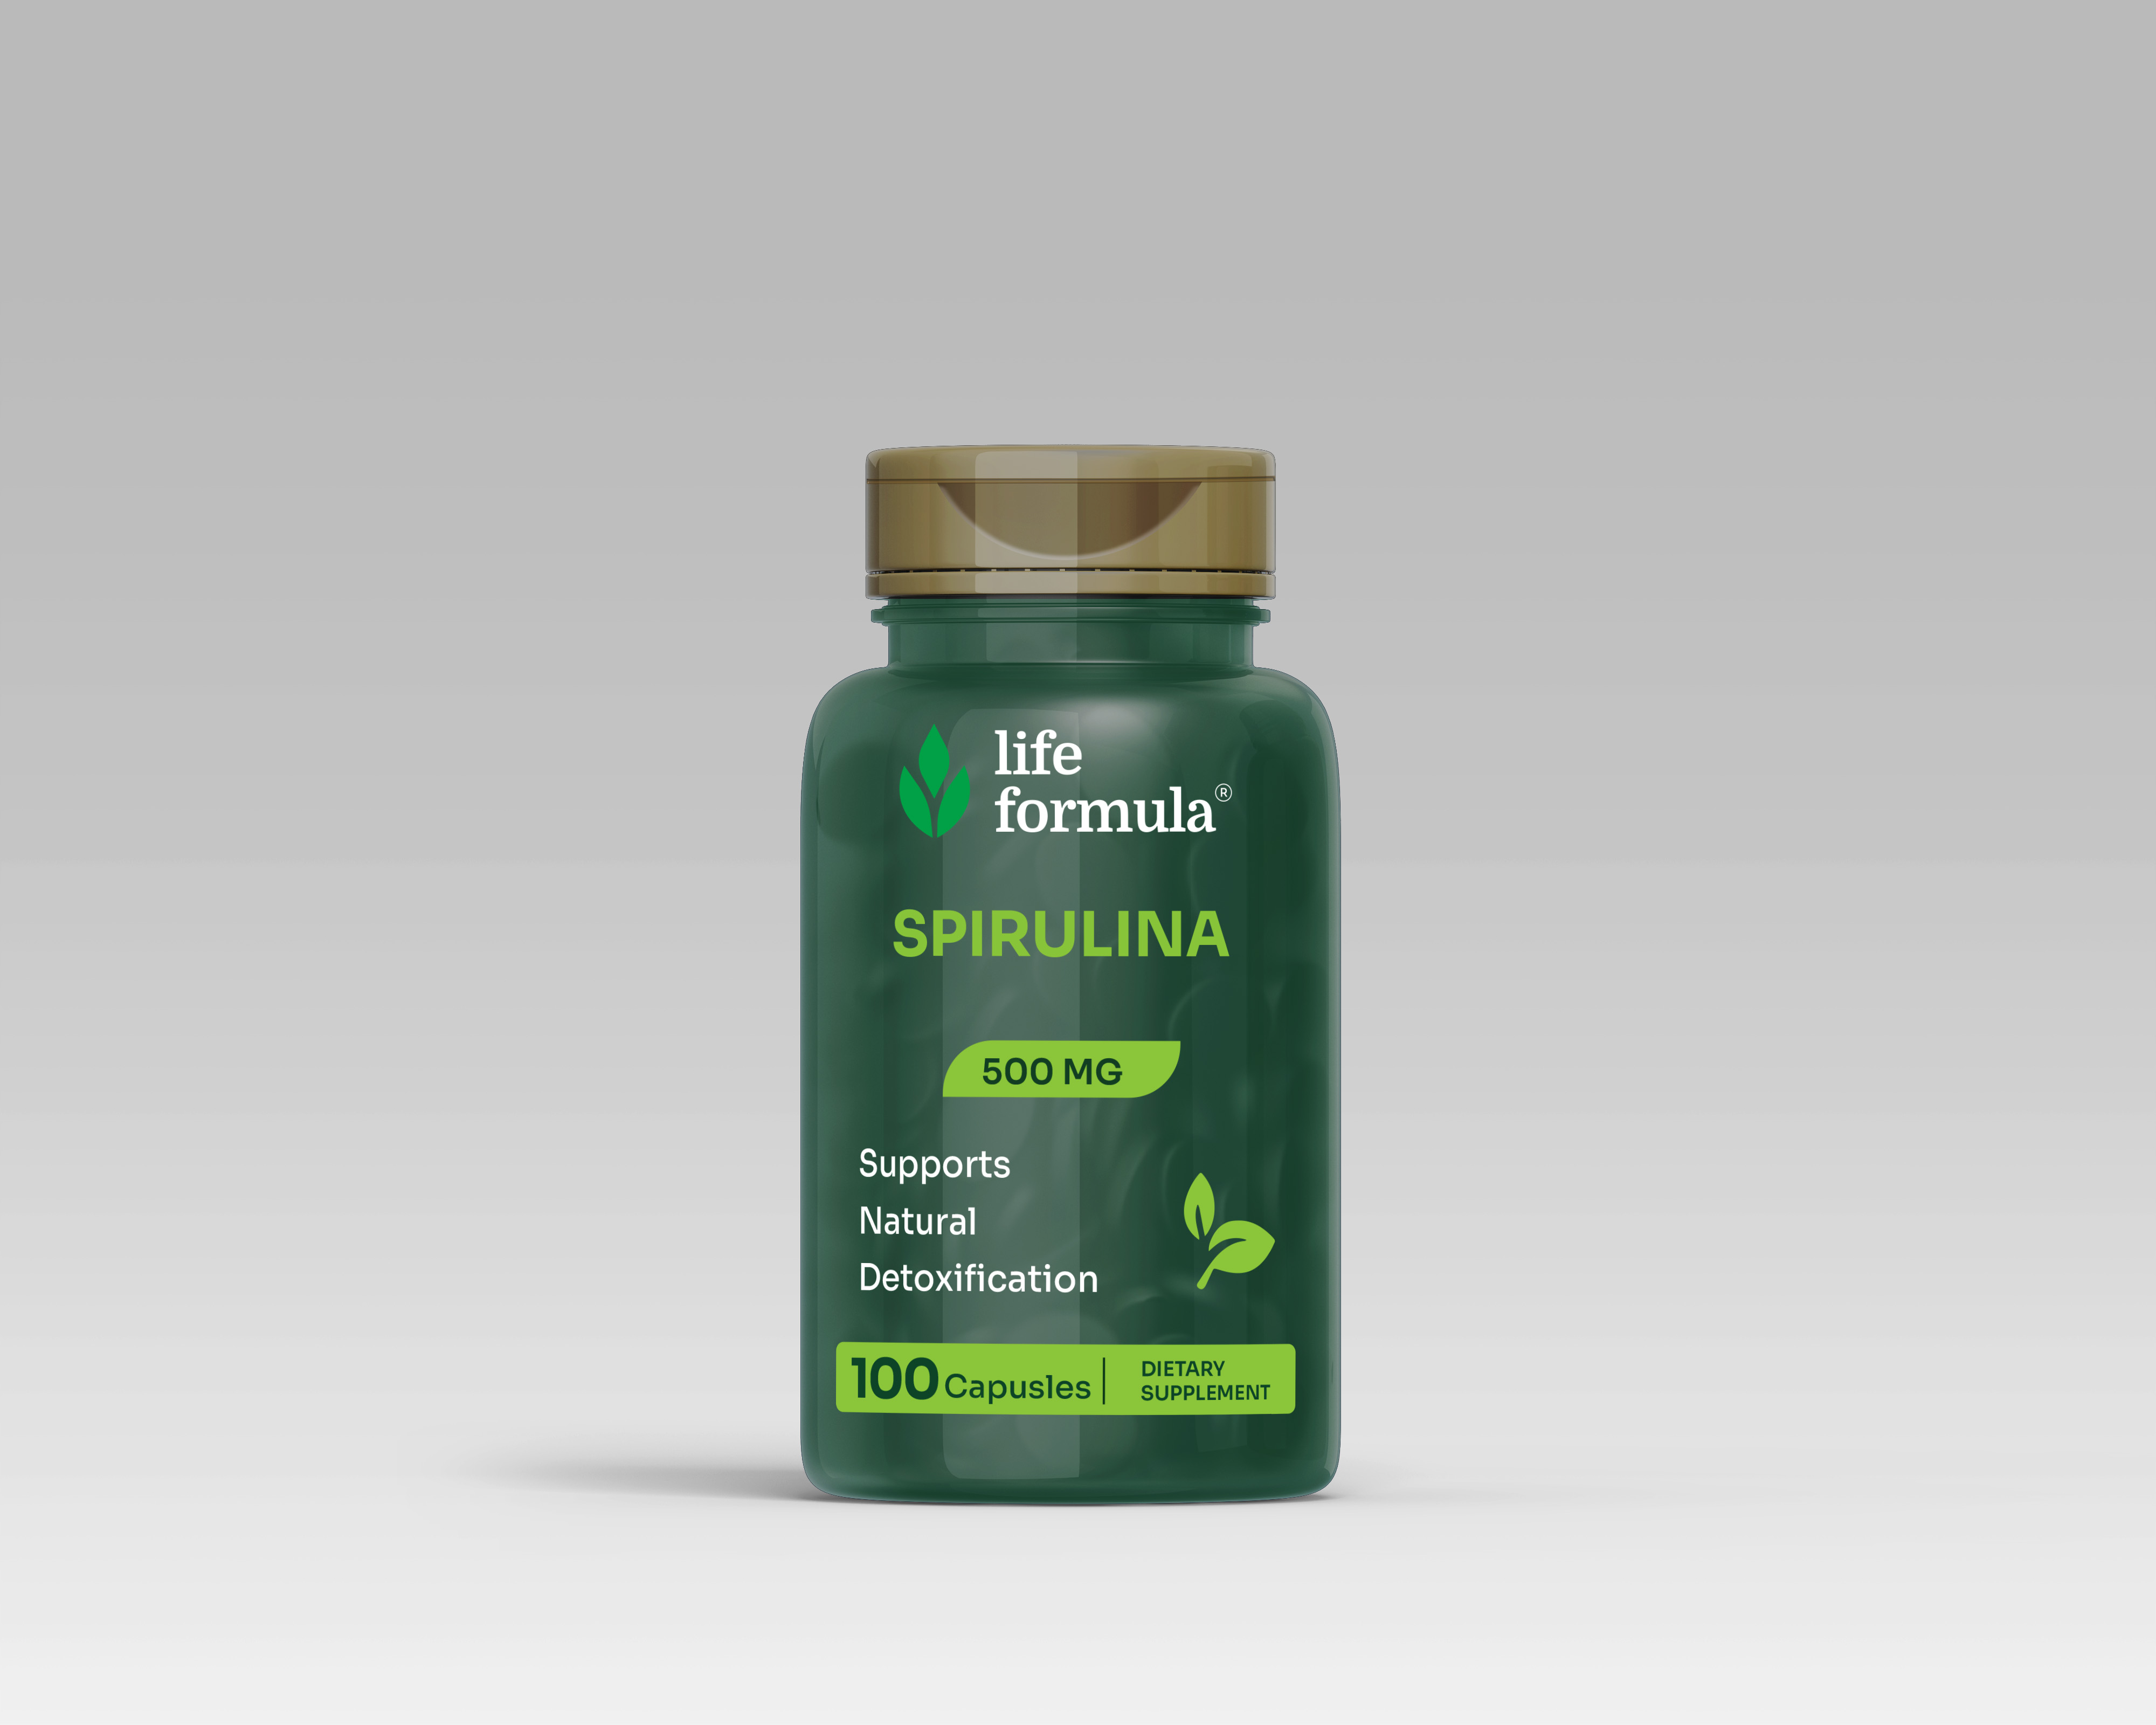 life
formula®
SPIRULINA
500 MG
Supports
Natural
Detoxification
100 Capusles | DIETARY
SUPPLEMENT